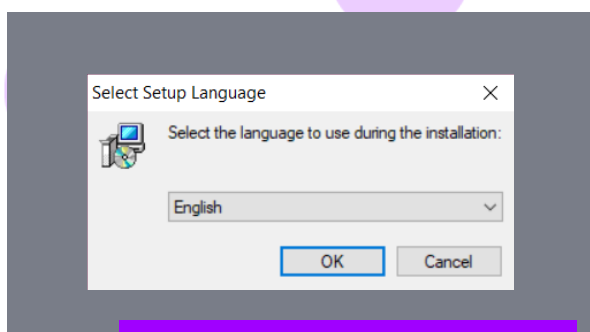 Select Setup Language
Select the language to use during the installation:
English
OK
Cancel